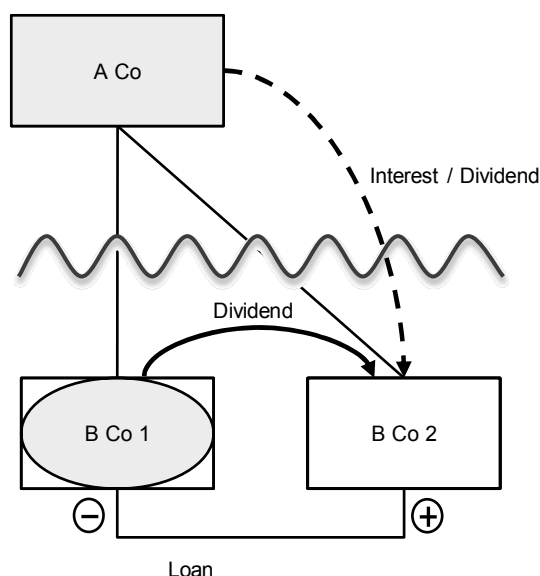 A Co
Interest / Dividend
Dividend
B Co 1
B Co 2
−
+
Loan